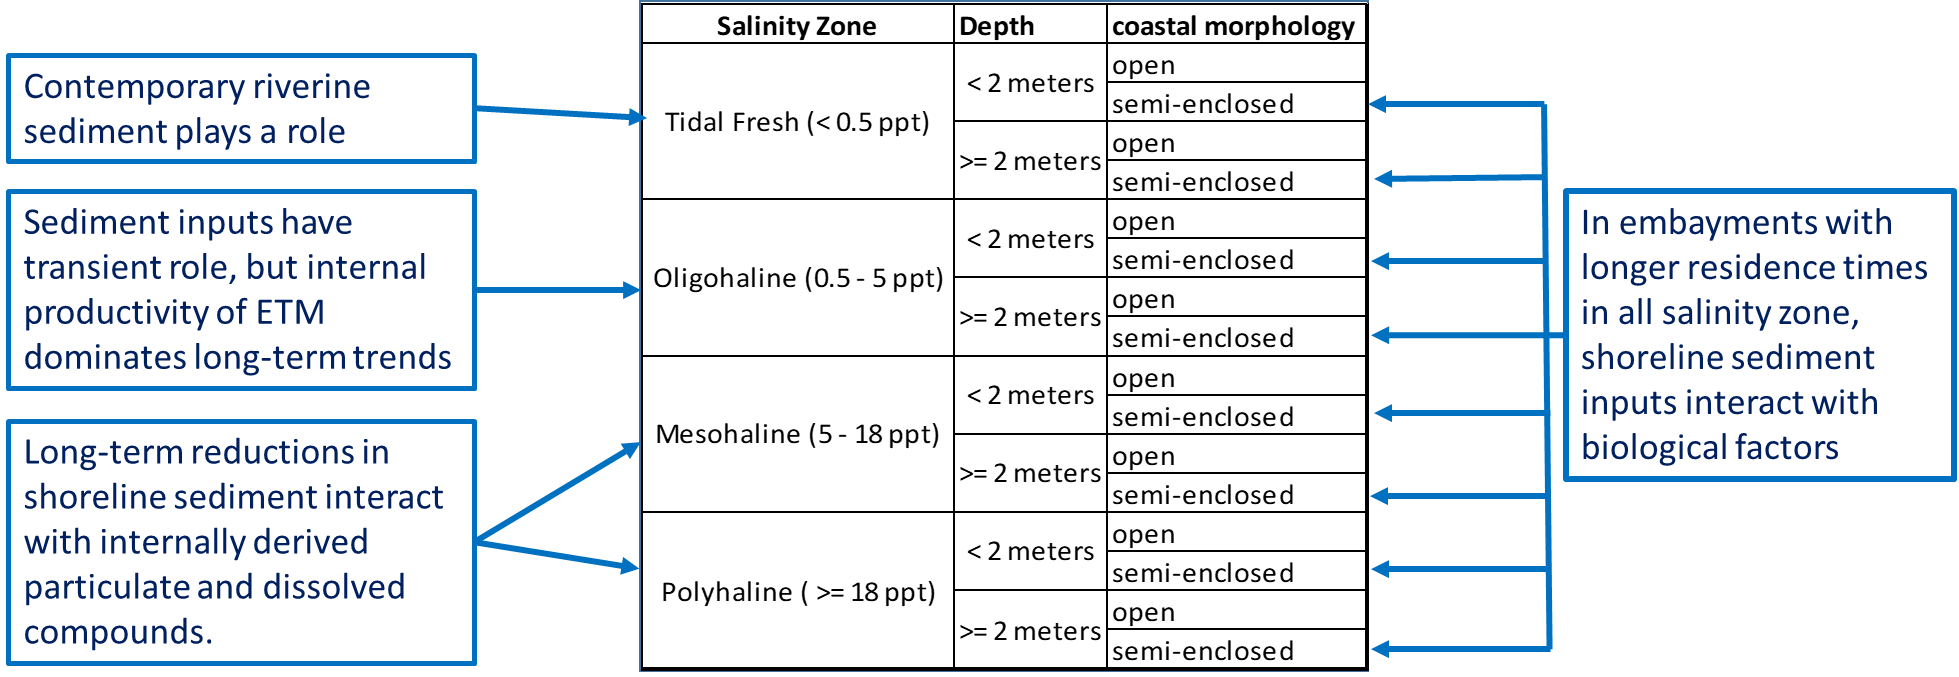 Contemporary riverine
sediment plays a role
Sediment inputs have
transient role, but internal
productivity of ETM
dominates long-term trends
Long-term reductions in
shoreline sediment interact
with internally derived
particulate and dissolved
compounds.
Salinity Zone Depth coastal morphology
Tidal Fresh (< 0.5 ppt)
< 2 meters
open
semi-enclosed
>= 2 meters
open
semi-enclosed
Oligohaline (0.5 - 5 ppt)
< 2 meters
open
semi-enclosed
>= 2 meters
open
semi-enclosed
Mesohaline (5 - 18 ppt)
< 2 meters
open
semi-enclosed
>= 2 meters
open
semi-enclosed
Polyhaline ( >= 18 ppt)
< 2 meters
open
semi-enclosed
>= 2 meters
open
semi-enclosed
In embayments with
longer residence times
in all salinity zone,
shoreline sediment
inputs interact with
biological factors